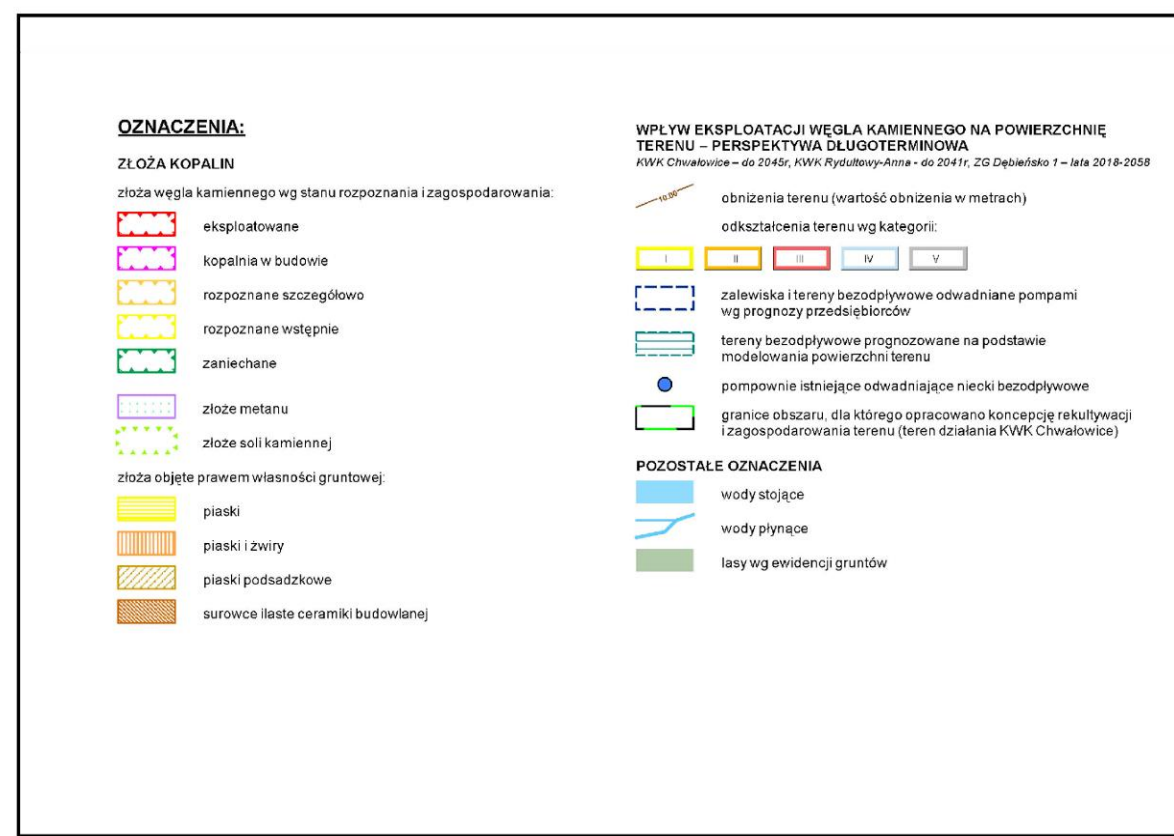 OZNACZENIA:
ZŁOŻA KOPALIN
złoża węgla kamiennego wg stanu rozpoznania i zagospodarowania:
eksploatowane
kopalnia w budowie
rozpoznane szczegółowo
rozpoznane wstępnie
zaniechane
złoże metanu
złoże soli kamiennej
złoża objęte prawem własności gruntowej:
piaski
piaski i żwiry
piaski podsadzkowe
surowce ilaste ceramiki budowlanej
WPŁYW EKSPLOATACJI WĘGLA KAMIENNEGO NA POWIERZCHNIĘ
TERENU – PERSPEKTYWA DŁUGOTERMINOWA
KWK Chwałowice – do 2045r, KWK Rydułtowy-Anna - do 2041r, ZG Dębieńsko 1 – lata 2018-2058
10.00 obniżenia terenu (wartość obniżenia w metrach)
odkształcenia terenu wg kategorii:
I II III IV V
zalewiska i tereny bezodpływowe odwadniane pompami
wg prognozy przedsiębiorców
tereny bezodpływowe prognozowane na podstawie
modelowania powierzchni terenu
pompownie istniejące odwadniające niecki bezodpływowe
granice obszaru, dla którego opracowano koncepcję rekultywacji
i zagospodarowania terenu (teren działania KWK Chwałowice)
POZOSTAŁE OZNACZENIA
wody stojące
wody płynące
lasy wg ewidencji gruntów